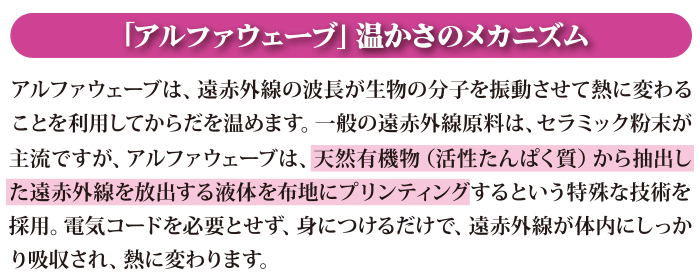 「アルファウェーブ」温かさのメカニズム
アルファウェーブは、遠赤外線の波長が生物の分子を振動させて熱に変わる
ことを利用してからだを温めます。一般の遠赤外線原料は、セラミック粉末が
主流ですが、アルファウェーブは、天然有機物（活性たんぱく質）から抽出し
た遠赤外線を放出する液体を布地にプリンティングするという特殊な技術を
採用。電気コードを必要とせず、身につけるだけで、遠赤外線が体内にしっか
り吸収され、熱に変わります。